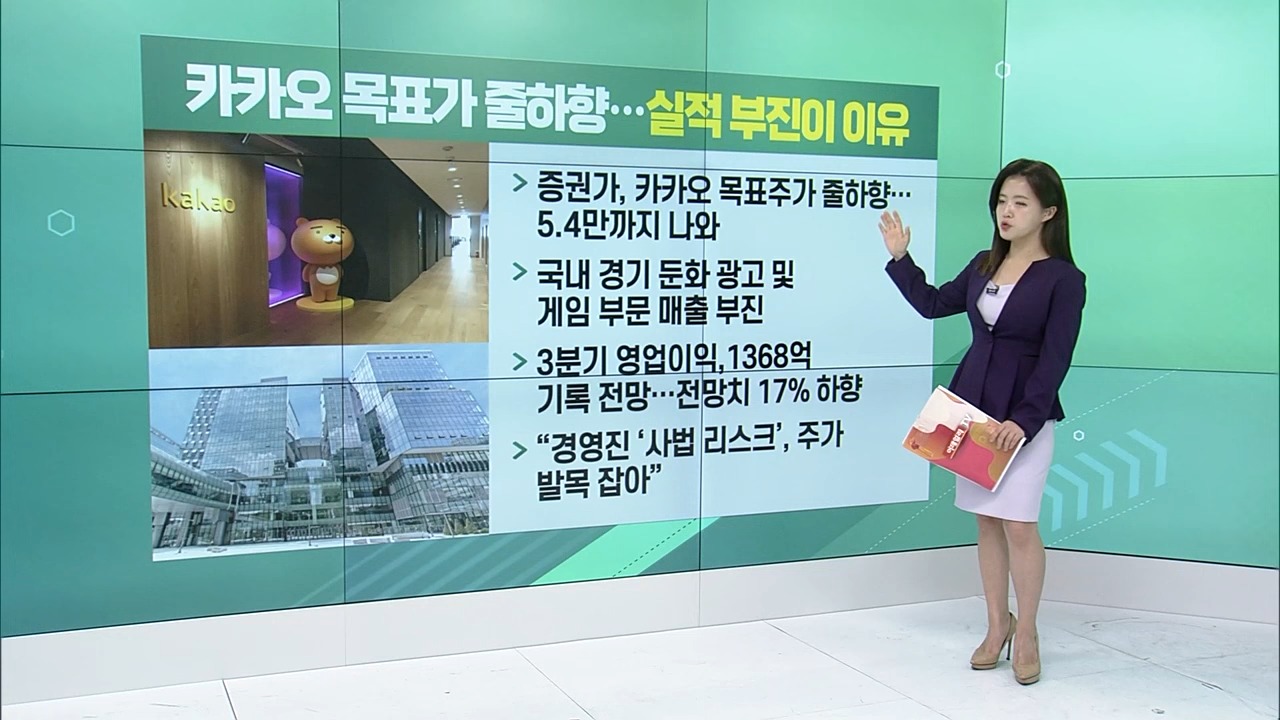 카카오 목표가 줄하향…실적 부진이 이유
kakao
> 증권가, 카카오 목표주가 줄하향…
5.4만까지 나와
> 국내 경기 둔화 광고 및
게임 부문 매출 부진
> 3분기 영업이익,1368억
기록 전망…전망치 17% 하향
> “경영진 ‘사법 리스크’, 주가
발목 잡아”